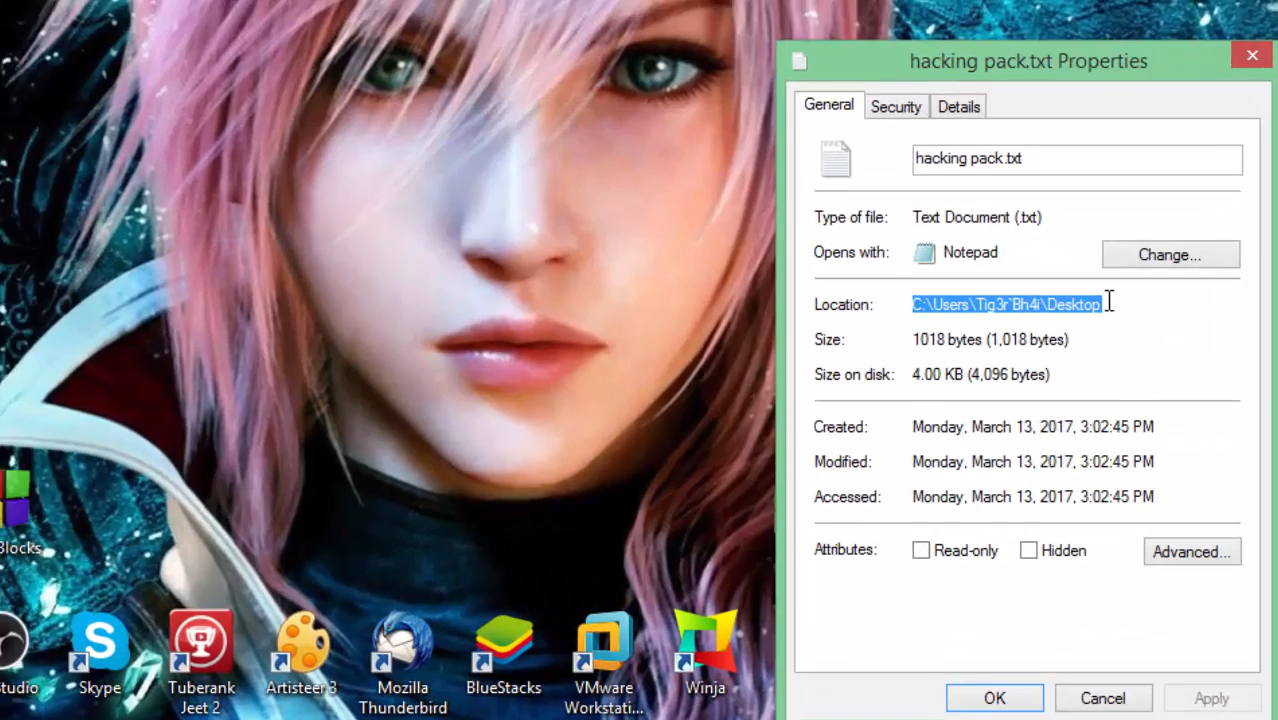 hacking pack.txt Properties
General Security Details
hacking pack.txt
Type of file: Text Document (.txt)
Opens with: Notepad Change...
Location: C:\Users\Tig3r`Bh4i\Desktop
Size: 1018 bytes (1,018 bytes)
Size on disk: 4.00 KB (4,096 bytes)
Created: Monday, March 13, 2017, 3:02:45 PM
Modified: Monday, March 13, 2017, 3:02:45 PM
Accessed: Monday, March 13, 2017, 3:02:45 PM
Attributes: Read-only Hidden Advanced...
OK Cancel Apply
Blocks
Studio
Skype
Tuberank
Jeet 2
Artisteer 3
Mozilla
Thunderbird
BlueStacks
VMware
Workstati...
Winja